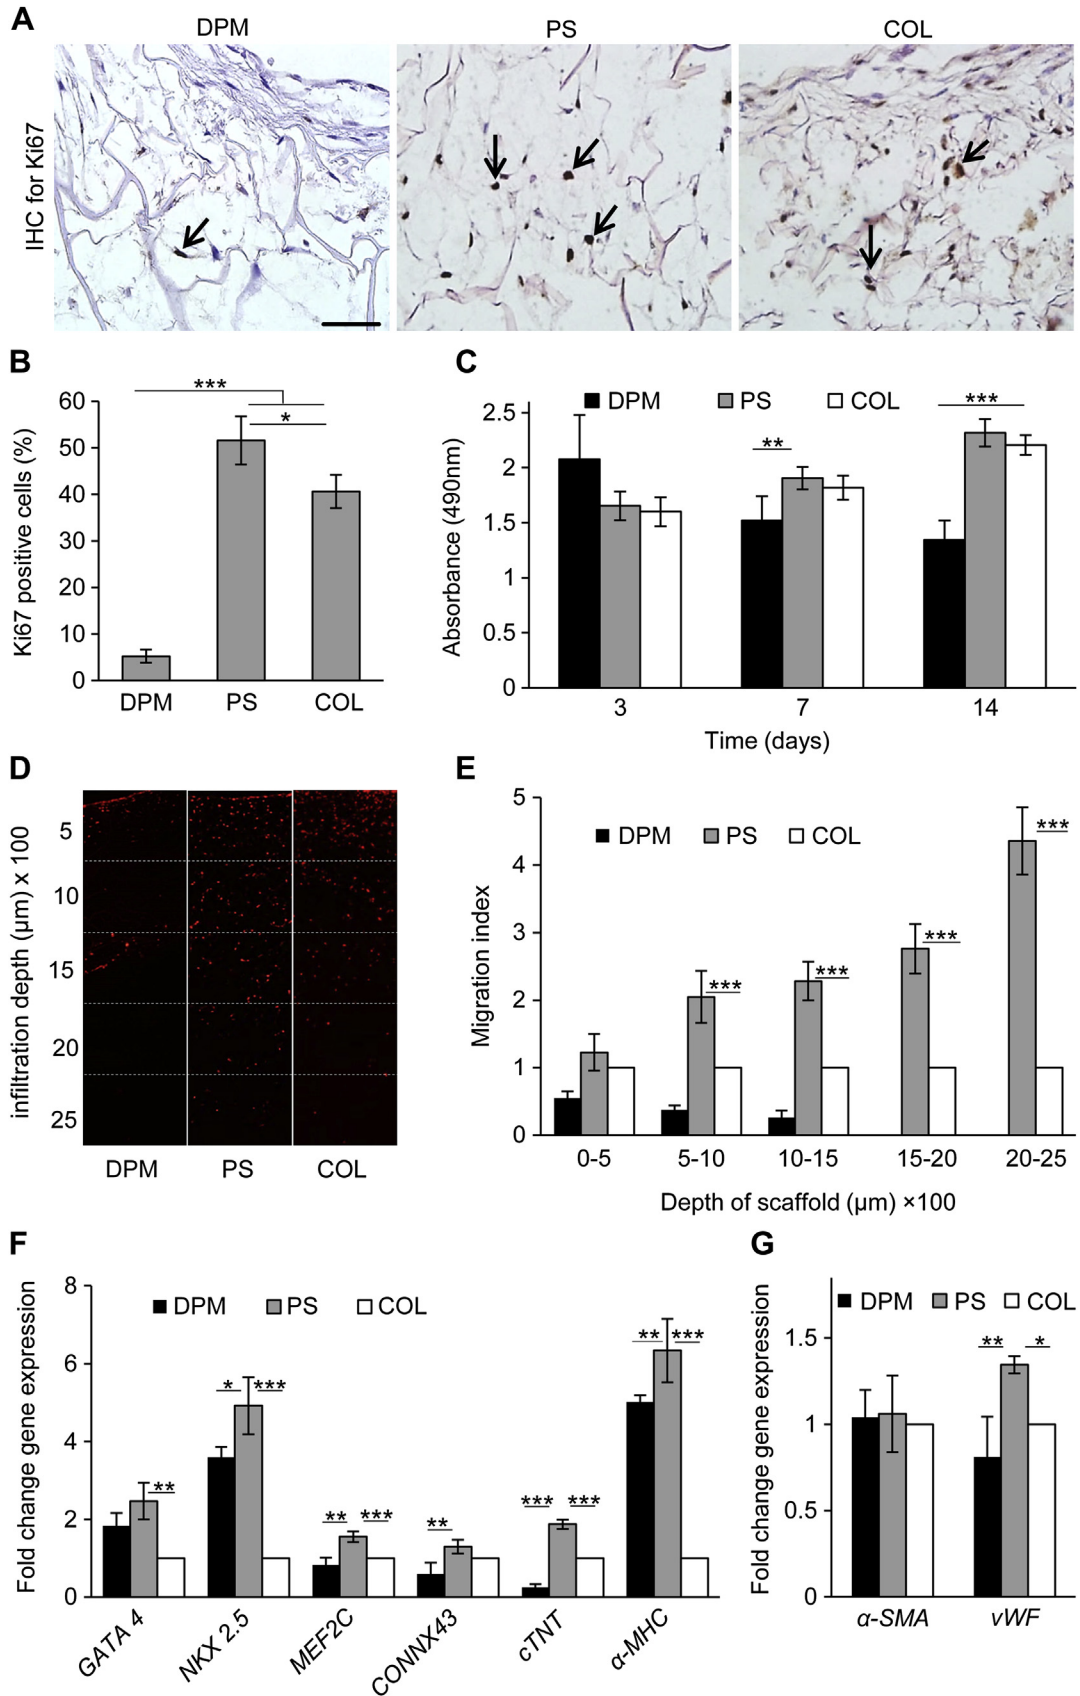 A
DPM
PS
COL
IHC for Ki67
B
Ki67 positive cells (%)
60
50
40
30
20
10
0
***
*
DPM
PS
COL
C
Absorbance (490nm)
2.5
2
1.5
1
0.5
0
DPM
PS
COL
**
***
3
7
14
Time (days)
D
infiltration depth (µm) x 100
5
10
15
20
25
DPM
PS
COL
E
Migration index
5
4
3
2
1
0
DPM
PS
COL
***
***
***
***
0-5
5-10
10-15
15-20
20-25
Depth of scaffold (µm) ×100
F
Fold change gene expression
8
6
4
2
0
DPM
PS
COL
**
*
***
**
***
**
***
***
**
***
GATA 4
NKX 2.5
MEF2C
CONNX43
cTNT
α-MHC
G
Fold change gene expression
1.5
1
0.5
0
DPM
PS
COL
**
*
α-SMA
vWF